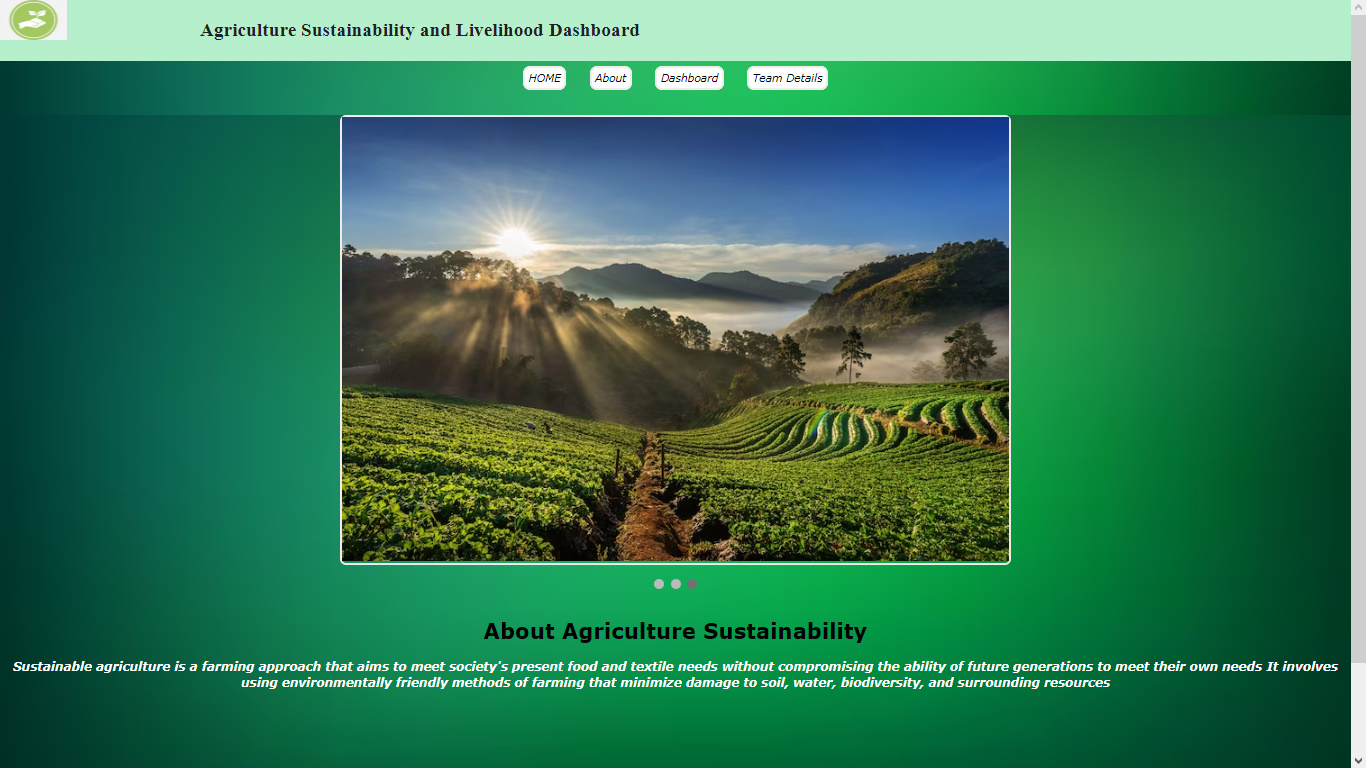 Agriculture Sustainability and Livelihood Dashboard
HOME About Dashboard Team Details
About Agriculture Sustainability
Sustainable agriculture is a farming approach that aims to meet society's present food and textile needs without compromising the ability of future generations to meet their own needs It involves
using environmentally friendly methods of farming that minimize damage to soil, water, biodiversity, and surrounding resources